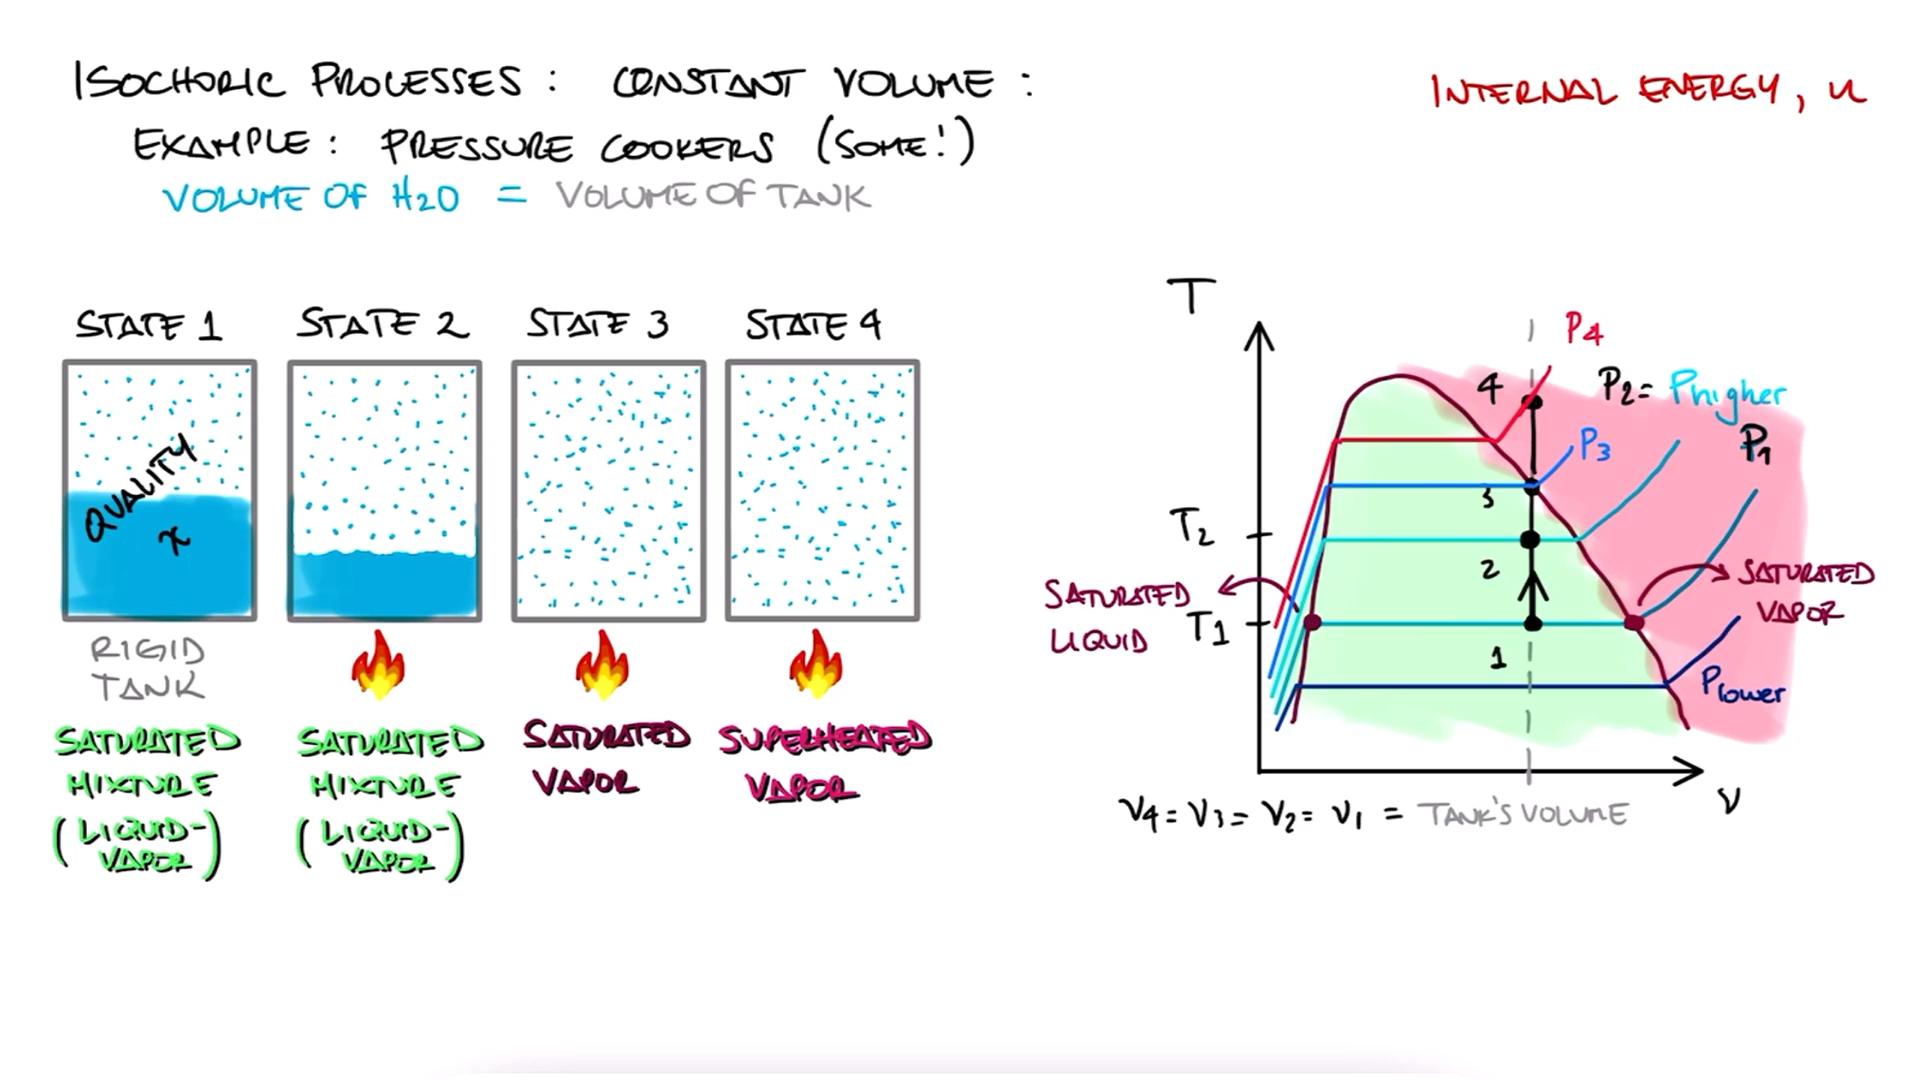 ISOCHORIC PROCESSES : CONSTANT VOLUME :
EXAMPLE : PRESSURE COOKERS (SOME!)
VOLUME OF H2O = VOLUME OF TANK
INTERNAL ENERGY, u
STATE 1
STATE 2
STATE 3
STATE 4
QUALITY
x
RIGID
TANK
SATURATED
MIXTURE
(LIQUID-
VAPOR)
SATURATED
MIXTURE
(LIQUID-
VAPOR)
SATURATED
VAPOR
SUPERHEATED
VAPOR
T
P4
4
P2= Phigher
P3
P1
3
T2
2
SATURATED
LIQUID
T1
SATURATED
VAPOR
1
Plower
v
v4 = v3 = v2 = v1 = TANK'S VOLUME